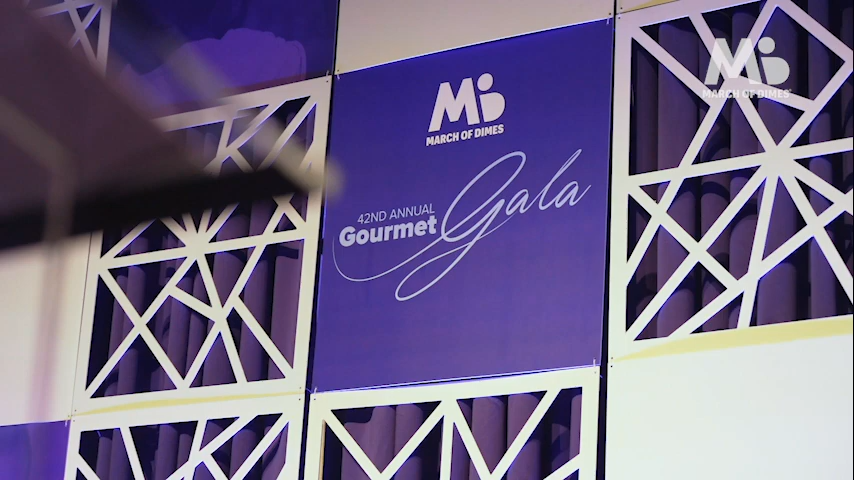 MARCH OF DIMES
MARCH OF DIMES
42ND ANNUAL
Gourmet Gala